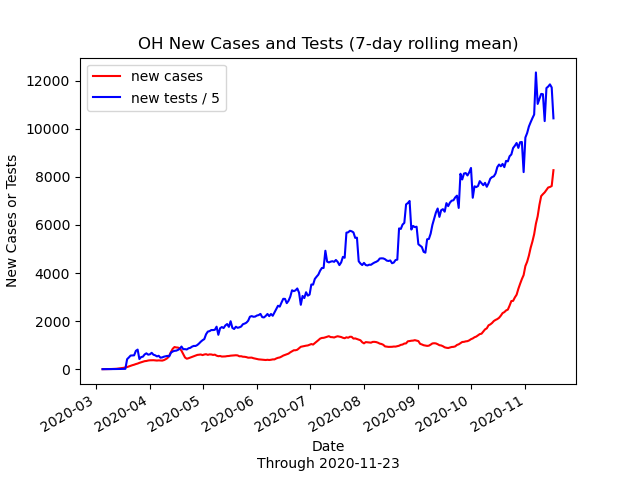 OH New Cases and Tests (7-day rolling mean)
new cases
new tests / 5
12000
10000
8000
6000
4000
2000
0
New Cases or Tests
2020-03
2020-04
2020-05
2020-06
2020-07
2020-08
2020-09
2020-10
2020-11
Date
Through 2020-11-23